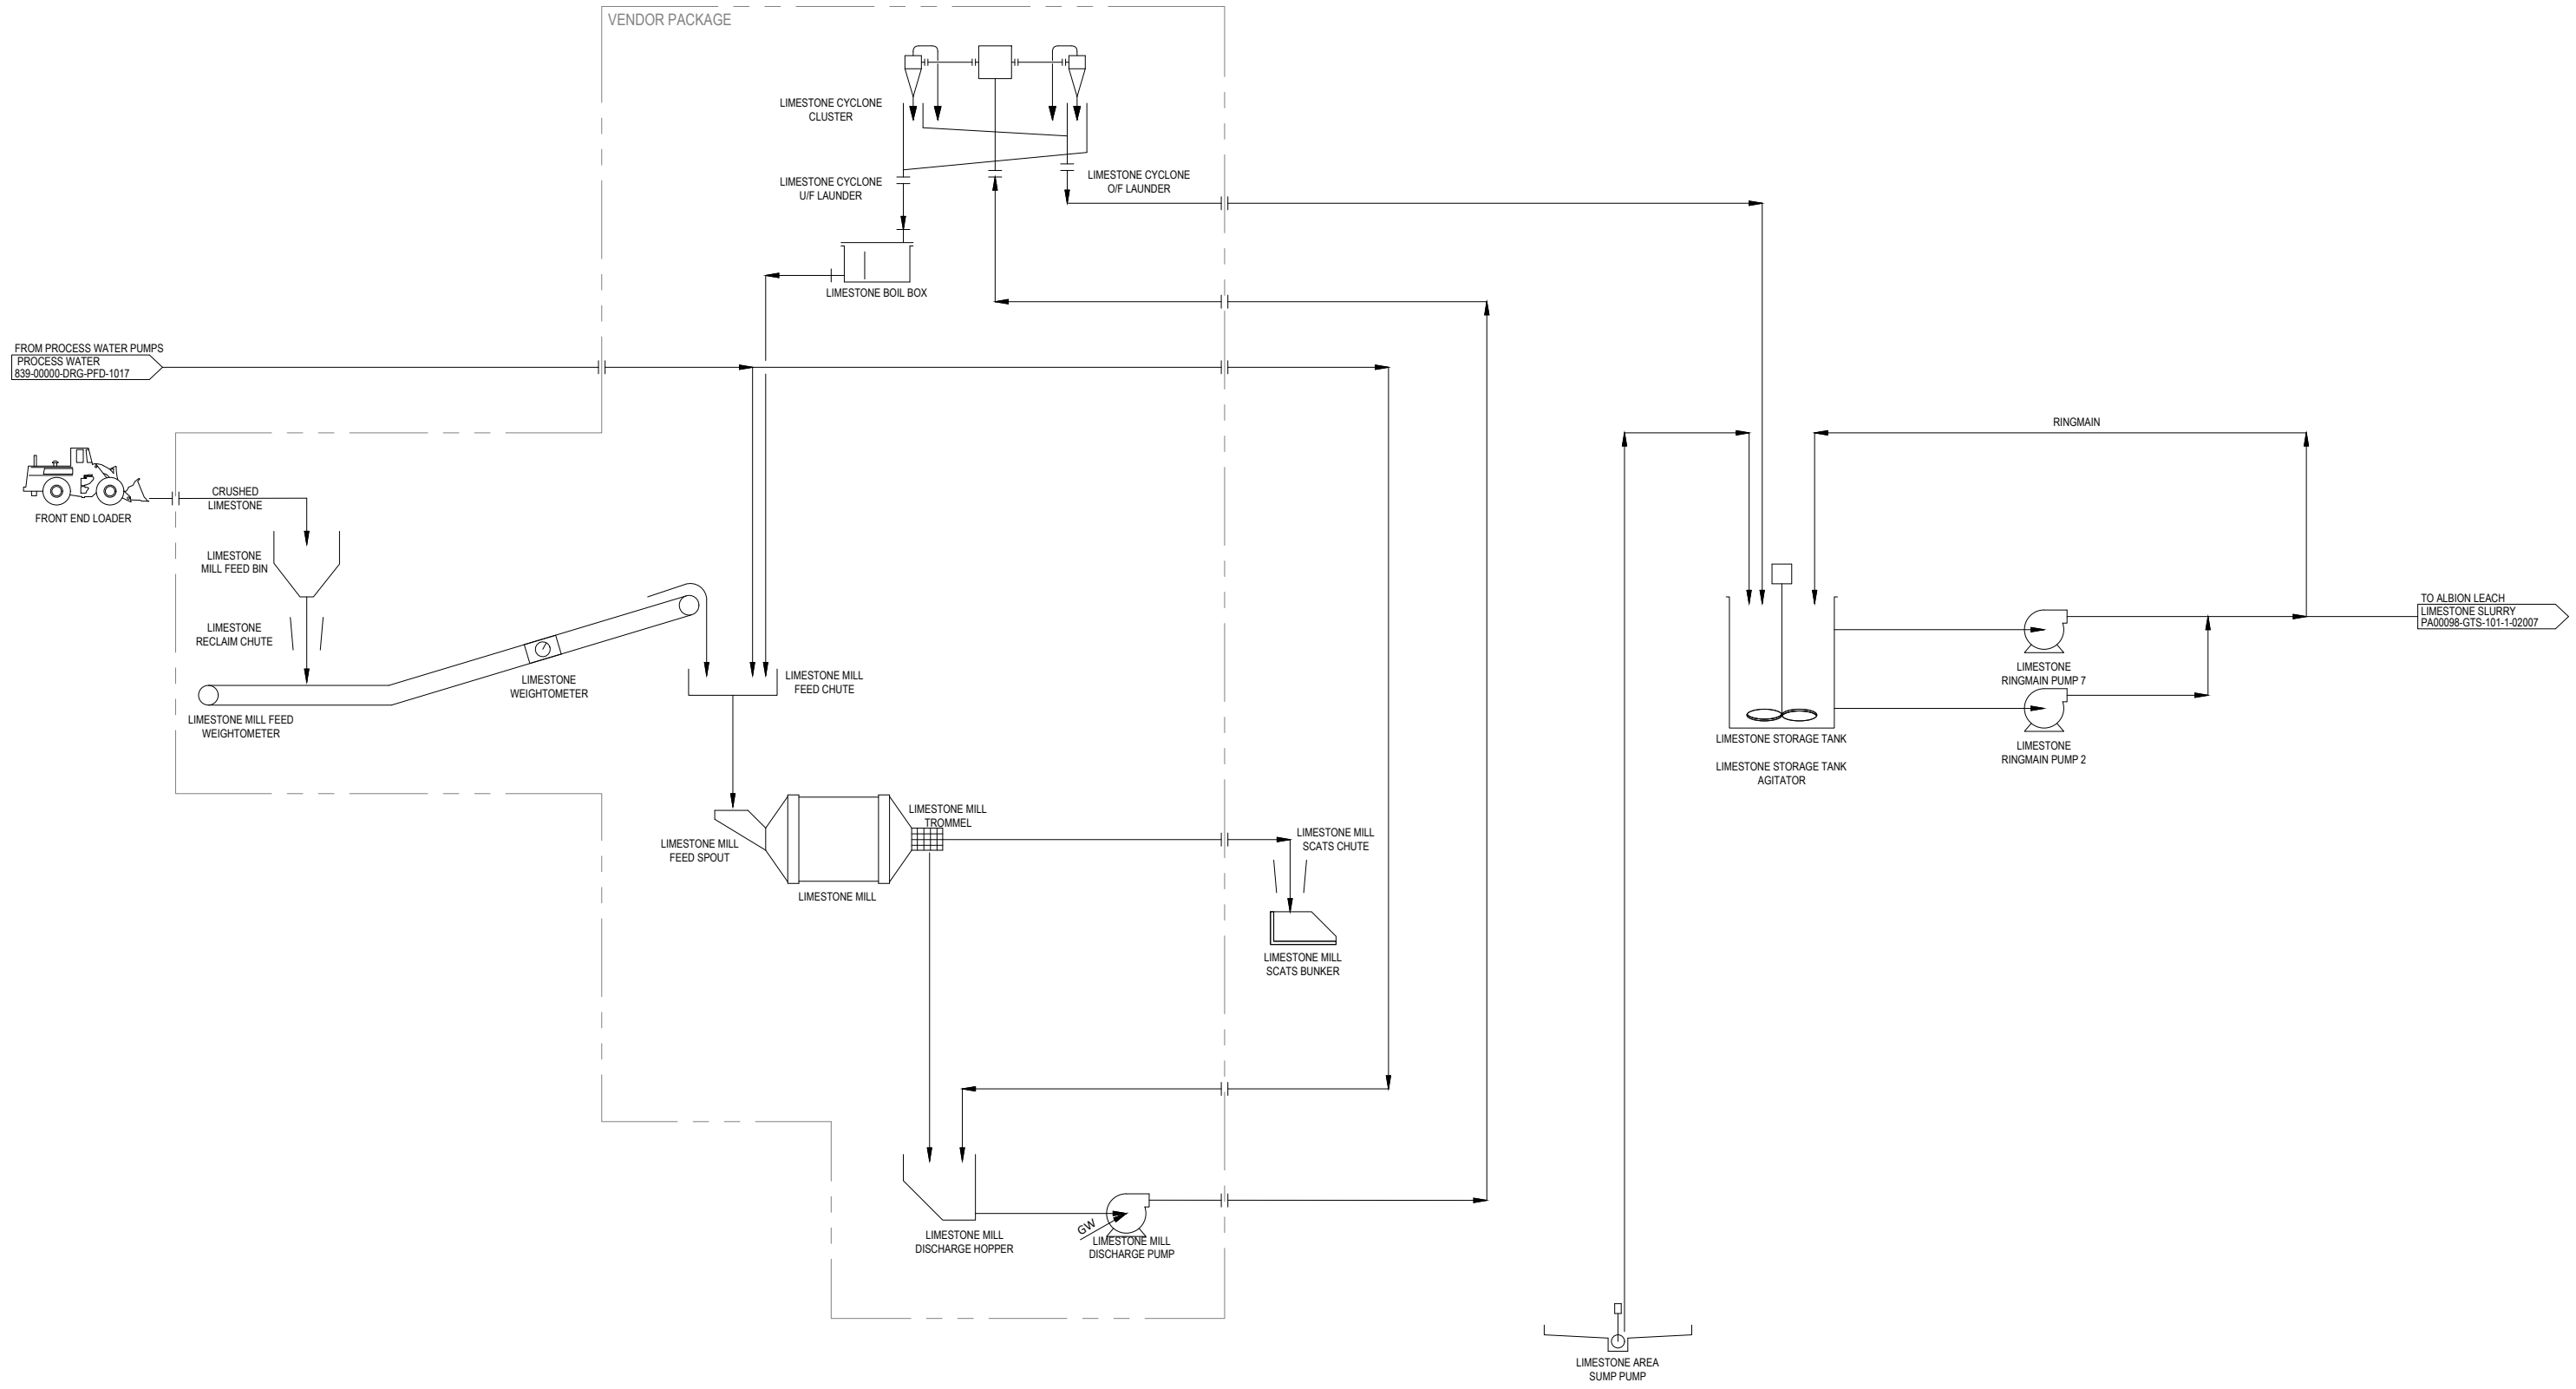 VENDOR PACKAGE
LIMESTONE CYCLONE
CLUSTER
LIMESTONE CYCLONE
U/F LAUNDER
LIMESTONE CYCLONE
O/F LAUNDER
LIMESTONE BOIL BOX
FROM PROCESS WATER PUMPS
PROCESS WATER
839-00000-DRG-PFD-1017
RINGMAIN
CRUSHED
LIMESTONE
FRONT END LOADER
LIMESTONE
MILL FEED BIN
LIMESTONE
RECLAIM CHUTE
LIMESTONE
WEIGHTOMETER
LIMESTONE MILL FEED
WEIGHTOMETER
LIMESTONE MILL
FEED CHUTE
TO ALBION LEACH
LIMESTONE SLURRY
PA00098-GTS-101-1-02007
LIMESTONE
RINGMAIN PUMP 7
LIMESTONE
RINGMAIN PUMP 2
LIMESTONE STORAGE TANK
LIMESTONE STORAGE TANK
AGITATOR
LIMESTONE MILL
TROMMEL
LIMESTONE MILL
FEED SPOUT
LIMESTONE MILL
LIMESTONE MILL
SCATS CHUTE
LIMESTONE MILL
SCATS BUNKER
LIMESTONE MILL
DISCHARGE HOPPER
GW
LIMESTONE MILL
DISCHARGE PUMP
LIMESTONE AREA
SUMP PUMP